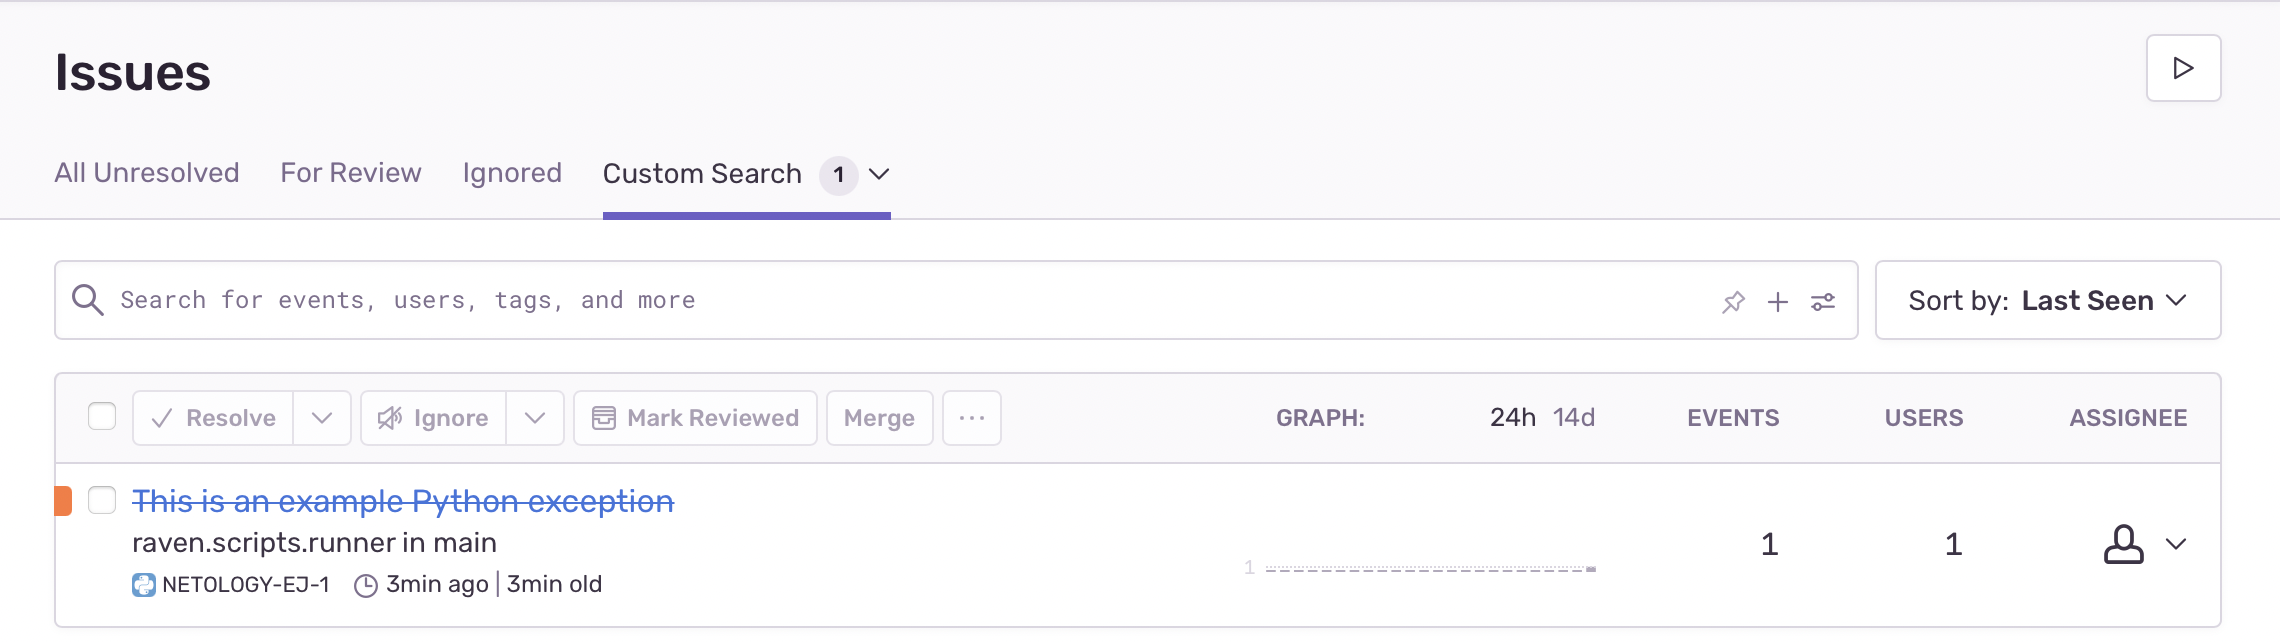 Issues
All Unresolved For Review Ignored Custom Search 1
Search for events, users, tags, and more
Sort by: Last Seen
Resolve Ignore Mark Reviewed Merge ... GRAPH: 24h 14d EVENTS USERS ASSIGNEE
This is an example Python exception
raven.scripts.runner in main
1 1 1
NETOLOGY-EJ-1 3min ago | 3min old